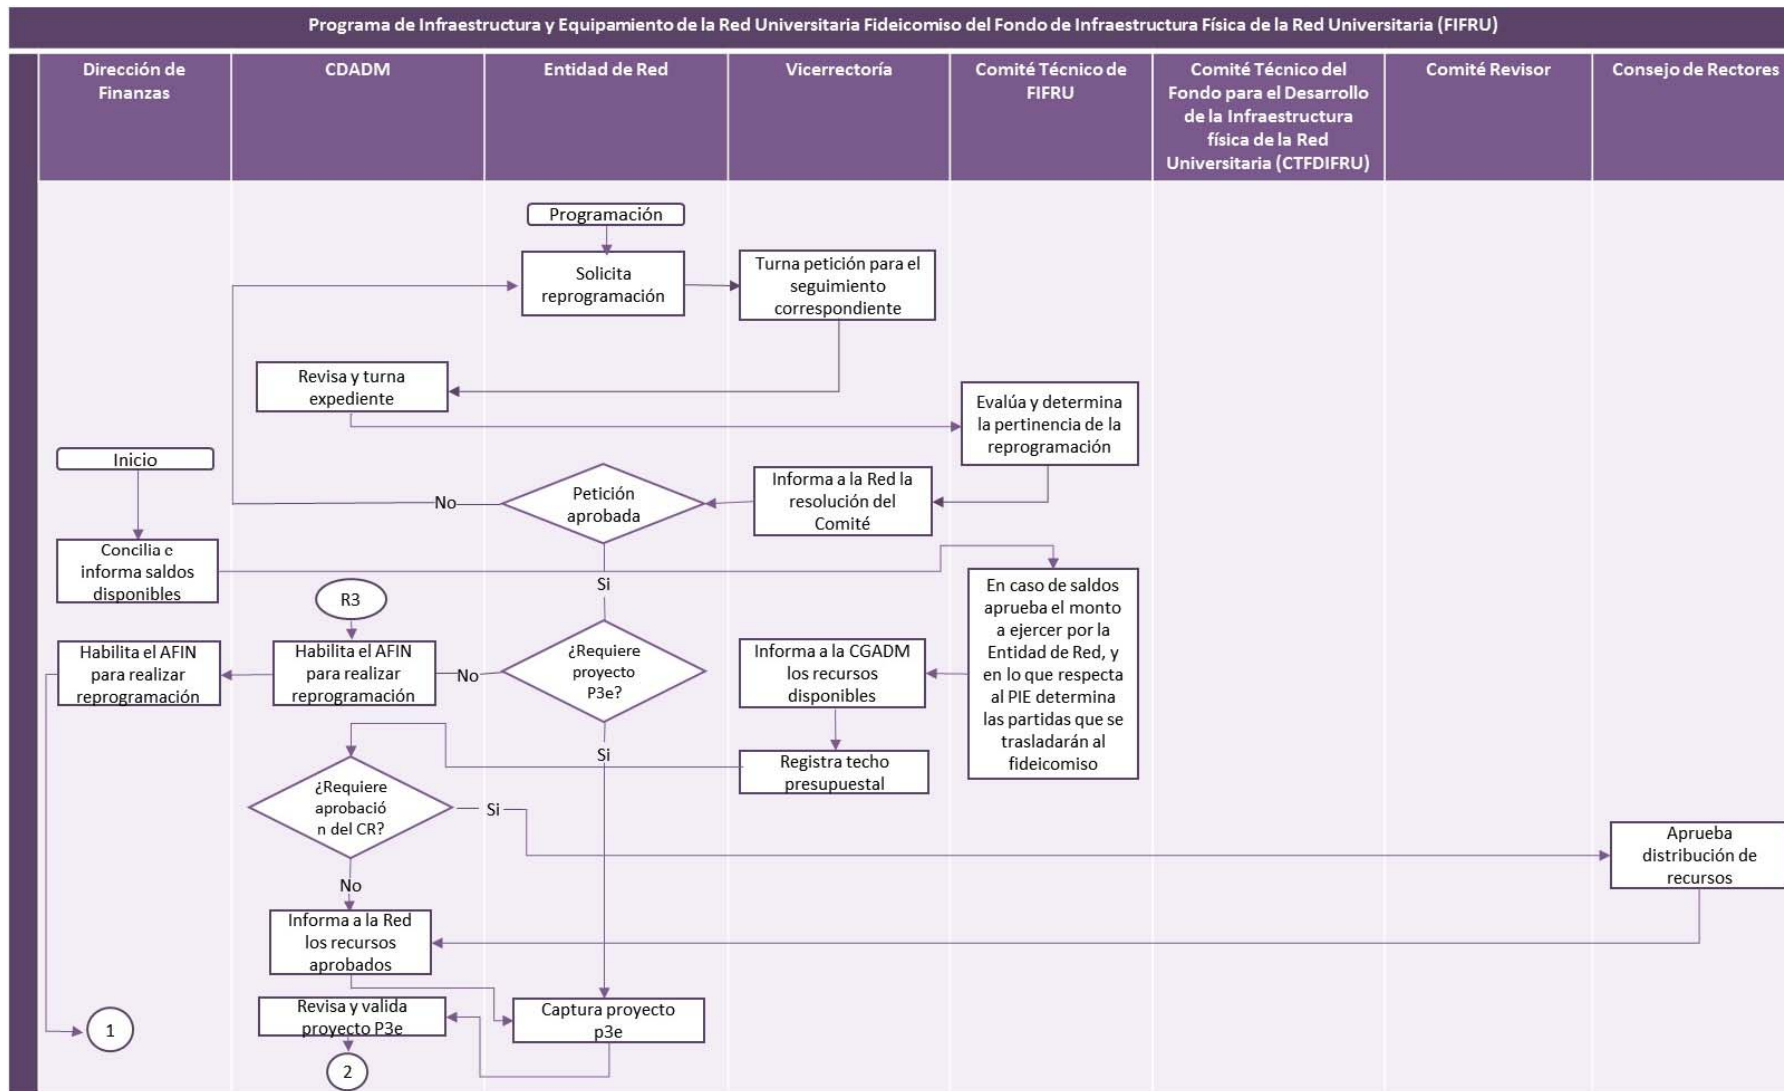 Programa de Infraestructura y Equipamiento de la Red Universitaria Fideicomiso del Fondo de Infraestructura Física de la Red Universitaria (FIFRU)
Dirección de
Finanzas
CDADM
Entidad de Red
Vicerrectoría
Comité Técnico de
FIFRU
Comité Técnico del
Fondo para el Desarrollo
de la Infraestructura
física de la Red
Universitaria (CTFDIFRU)
Comité Revisor
Consejo de Rectores
Programación
Solicita
reprogramación
Turna petición para el
seguimiento
correspondiente
Revisa y turna
expediente
Evalúa y determina
la pertinencia de la
reprogramación
Inicio
Informa a la Red la
resolución del
Comité
Petición
aprobada
No
Concilia e
informa saldos
disponibles
Si
R3
En caso de saldos
aprueba el monto
a ejercer por la
Entidad de Red, y
en lo que respecta
al PIE determina
las partidas que se
trasladarán al
fideicomiso
Habilita el AFIN
para realizar
reprogramación
Habilita el AFIN
para realizar
reprogramación
No
¿Requiere
proyecto
P3e?
Informa a la CGADM
los recursos
disponibles
Si
Registra techo
presupuestal
¿Requiere
aprobació
n del CR?
Si
Aprueba
distribución de
recursos
No
Informa a la Red
los recursos
aprobados
Revisa y valida
proyecto P3e
Captura proyecto
p3e
1
2